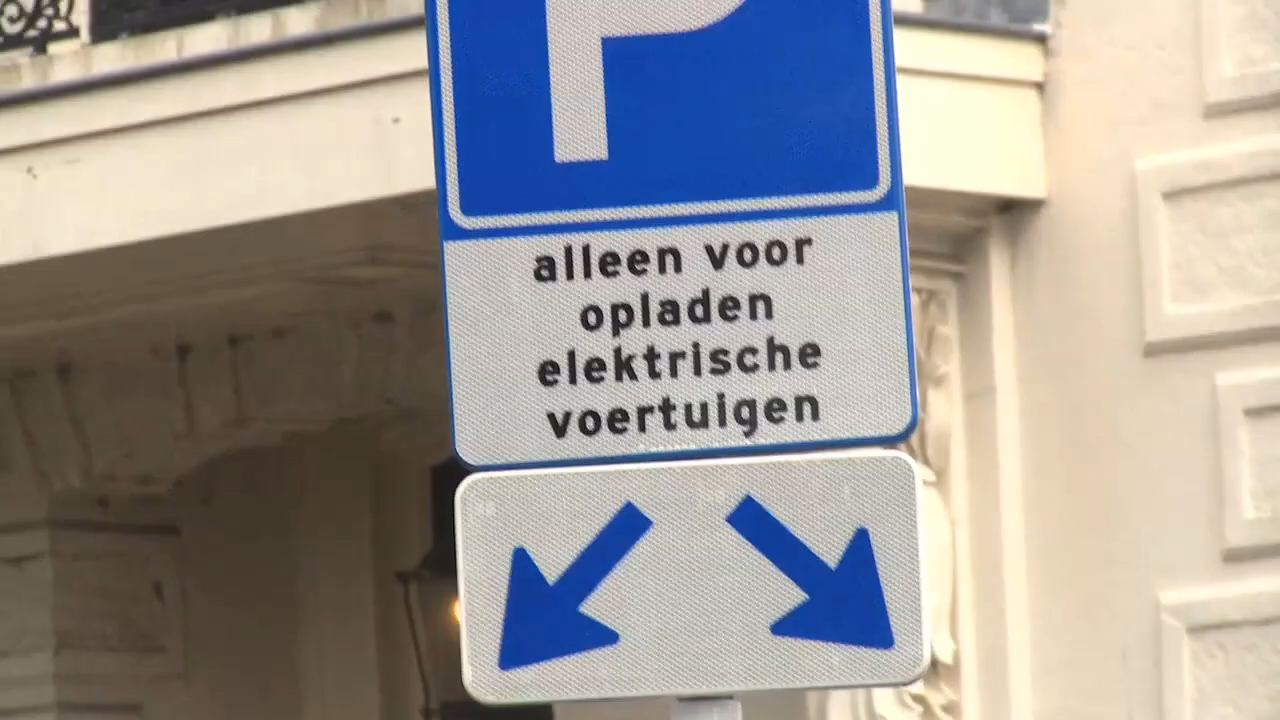 P
alleen voor
opladen
elektrische
voertuigen